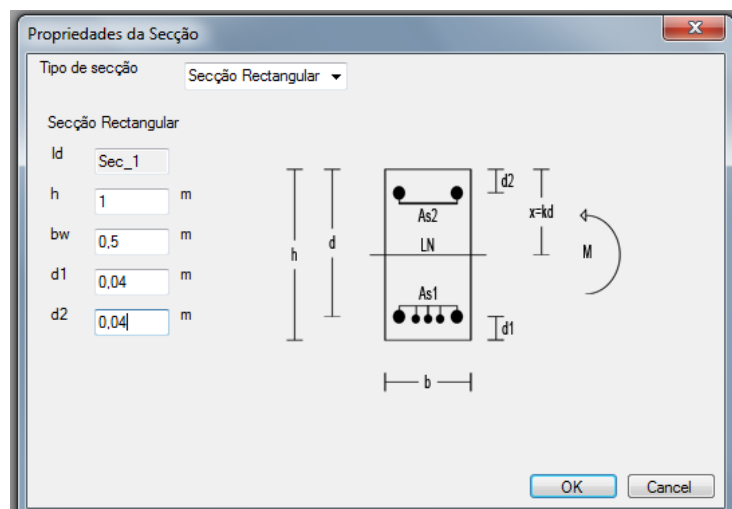 Propriedades da Secção
x
Tipo de secção
Secção Rectangular
Secção Rectangular
Id
Sec_1
h
1
m
bw
0,5
m
d1
0,04
m
d2
0,04
m
h
d
As2
LN
As1
d2
x=kd
M
d1
b
OK
Cancel